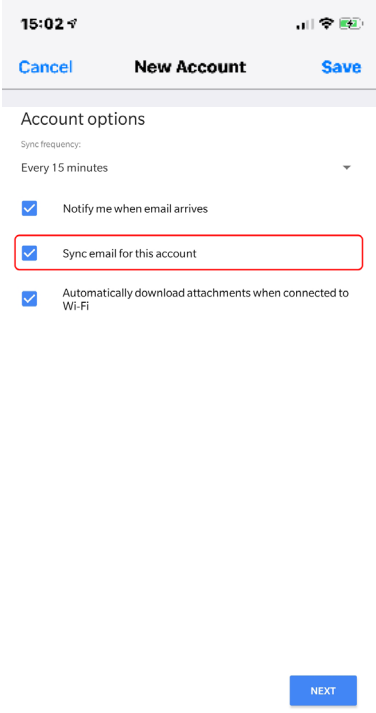 15:02
Cancel New Account Save
Account options
Sync frequency:
Every 15 minutes
Notify me when email arrives
Sync email for this account
Automatically download attachments when connected to
Wi-Fi
NEXT